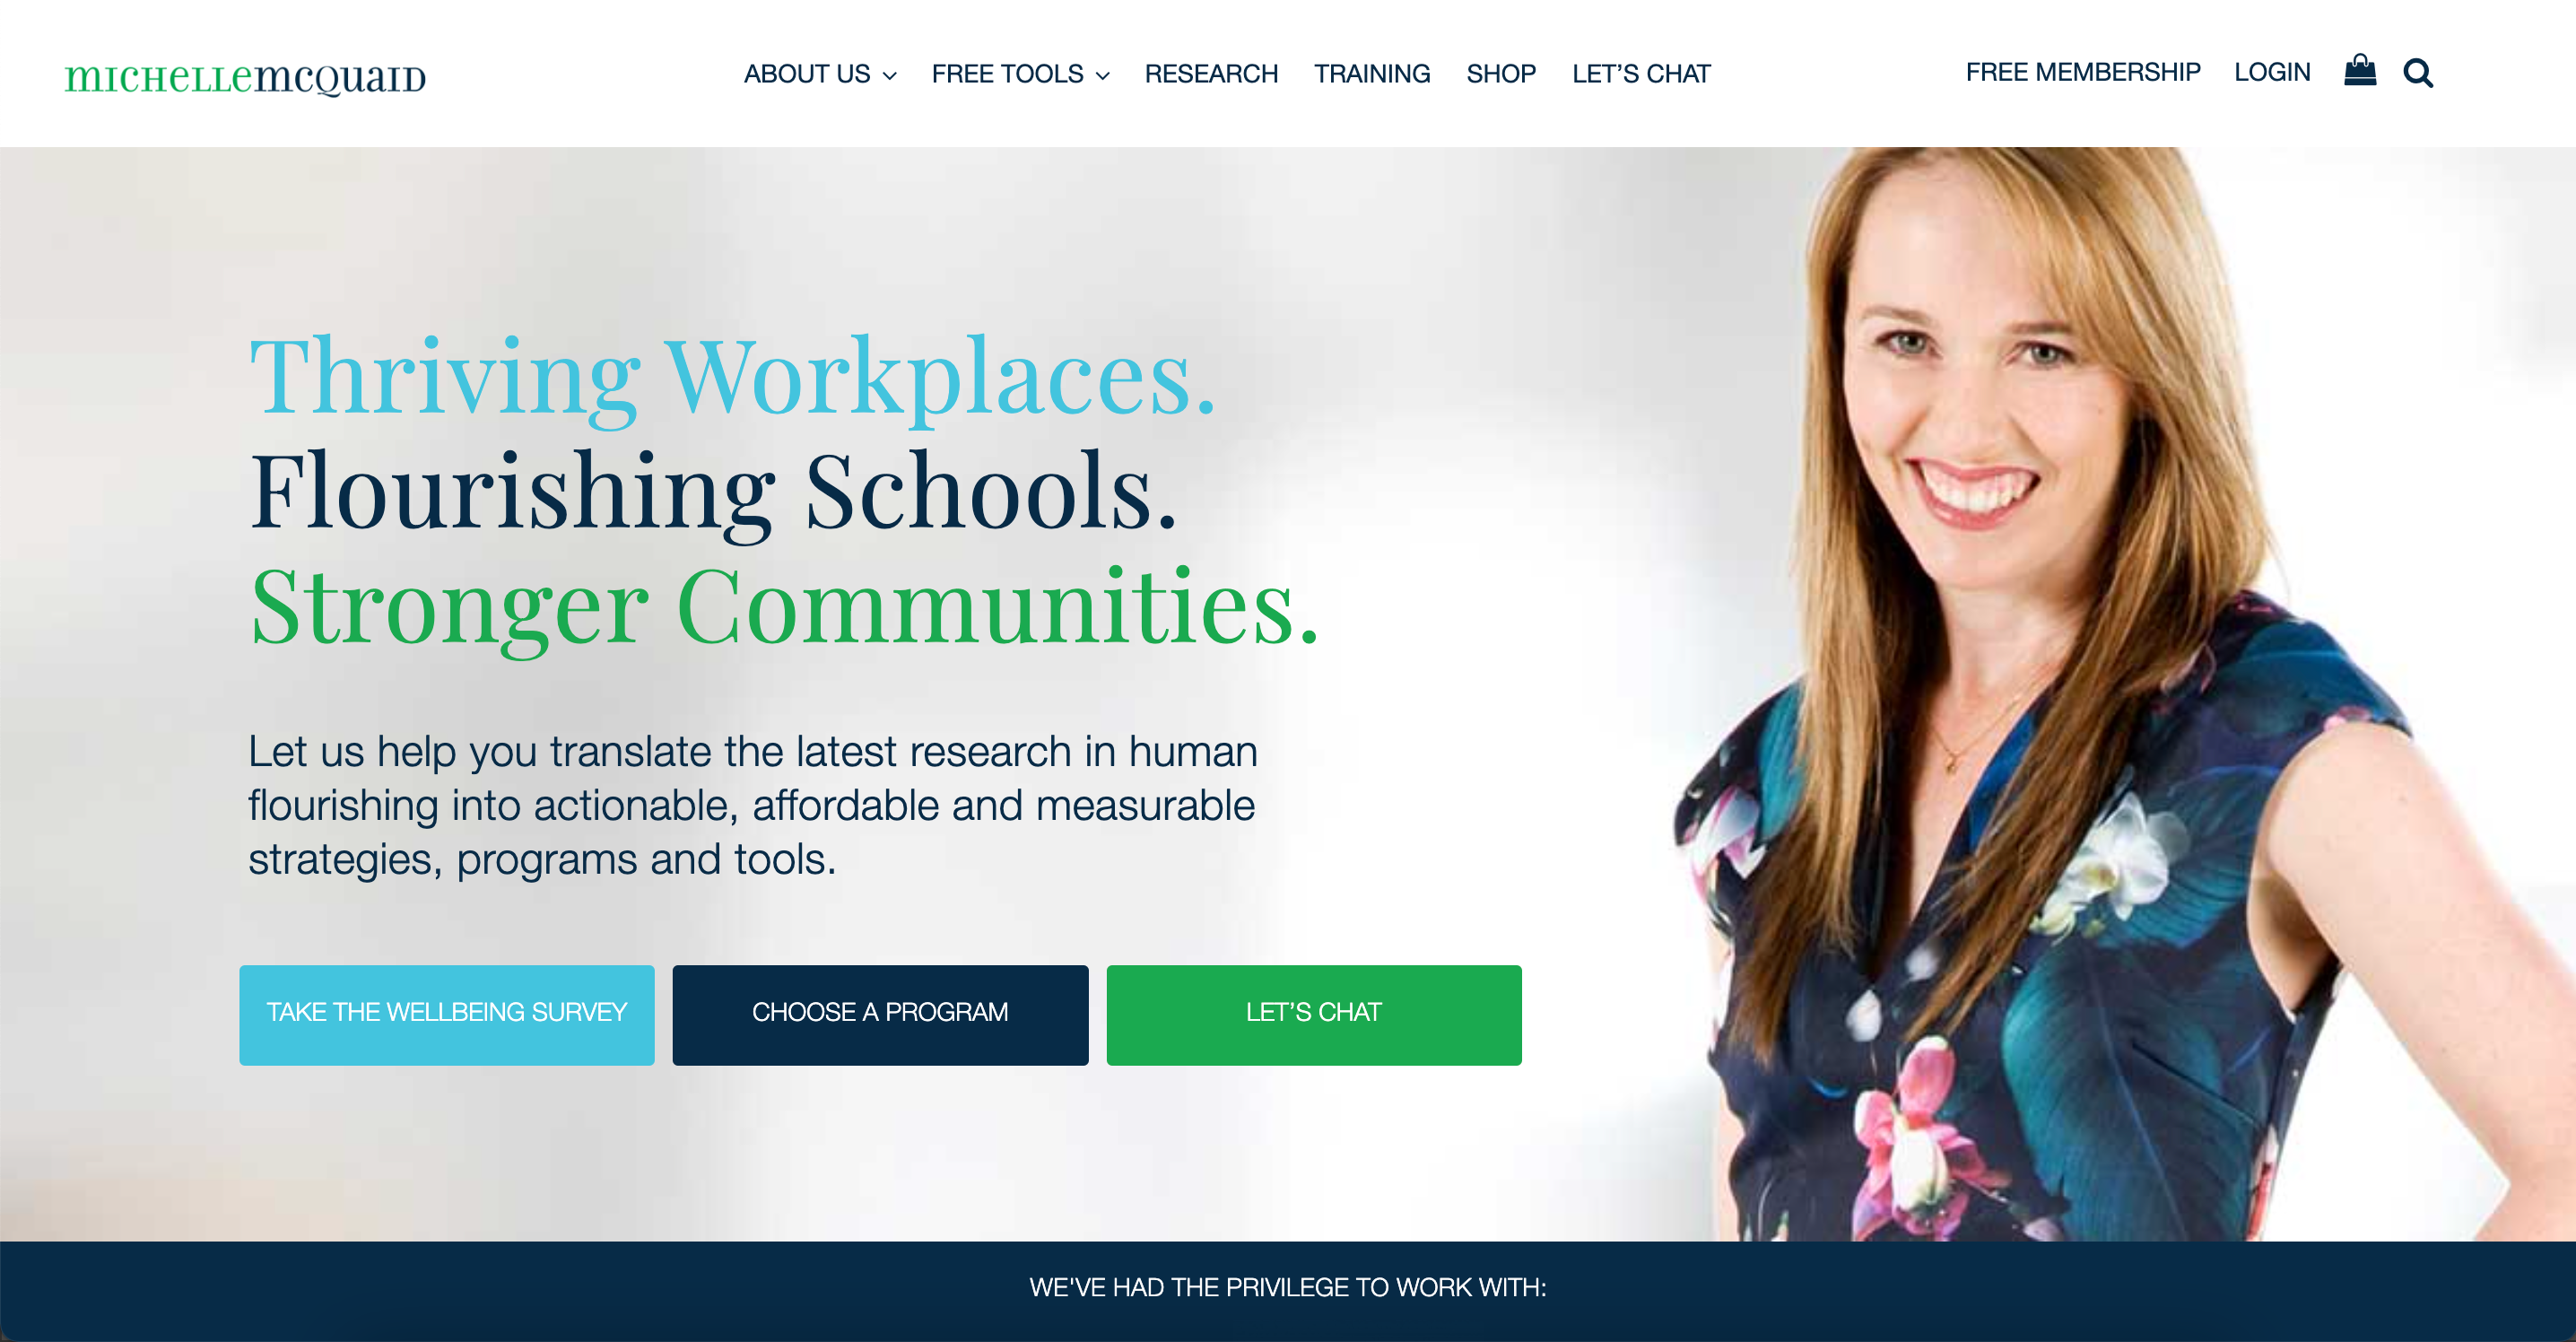 michellemcquaid
ABOUT US
FREE TOOLS
RESEARCH
TRAINING
SHOP
LET’S CHAT
FREE MEMBERSHIP
LOGIN
Thriving Workplaces.
Flourishing Schools.
Stronger Communities.
Let us help you translate the latest research in human
flourishing into actionable, affordable and measurable
strategies, programs and tools.
TAKE THE WELLBEING SURVEY
CHOOSE A PROGRAM
LET’S CHAT
WE'VE HAD THE PRIVILEGE TO WORK WITH: